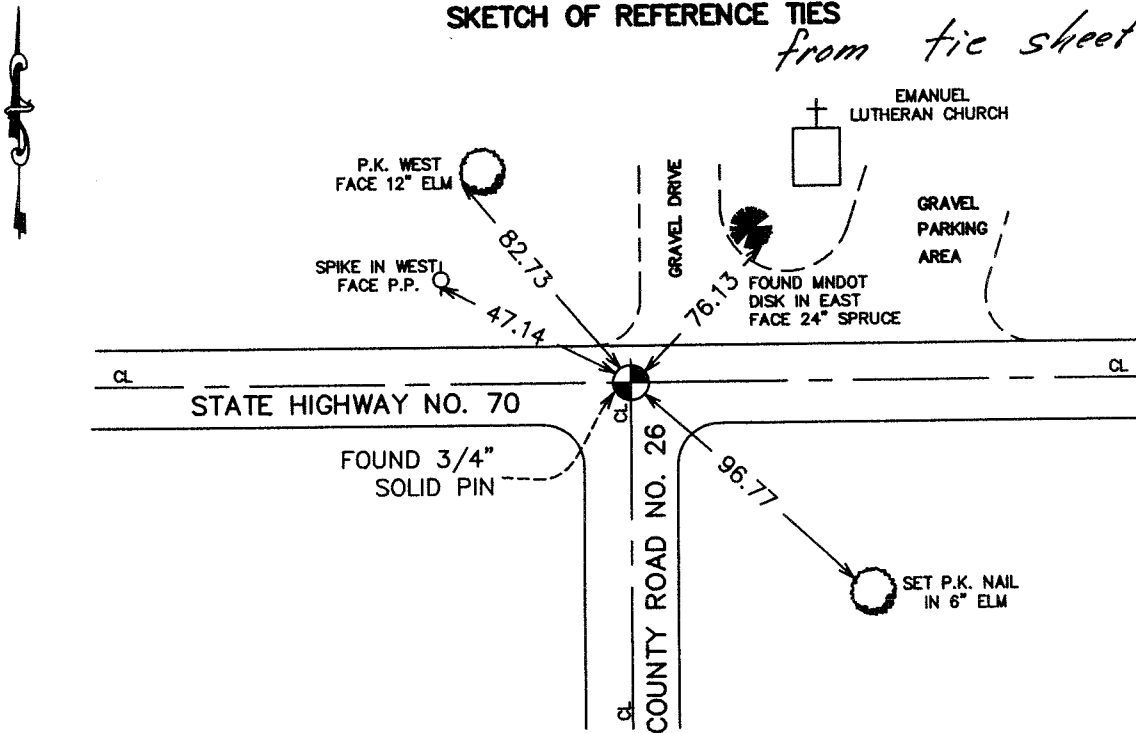 SKETCH OF REFERENCE TIES
from tie sheet
EMANUEL
LUTHERAN CHURCH
P.K. WEST
FACE 12" ELM
GRAVEL DRIVE
GRAVEL
PARKING
AREA
SPIKE IN WEST
FACE P.P.
82.73
47.14
76.13
FOUND MNDOT
DISK IN EAST
FACE 24" SPRUCE
CL
CL
STATE HIGHWAY NO. 70
CL
FOUND 3/4"
SOLID PIN
96.77
COUNTY ROAD NO. 26
SET P.K. NAIL
IN 6" ELM
CL